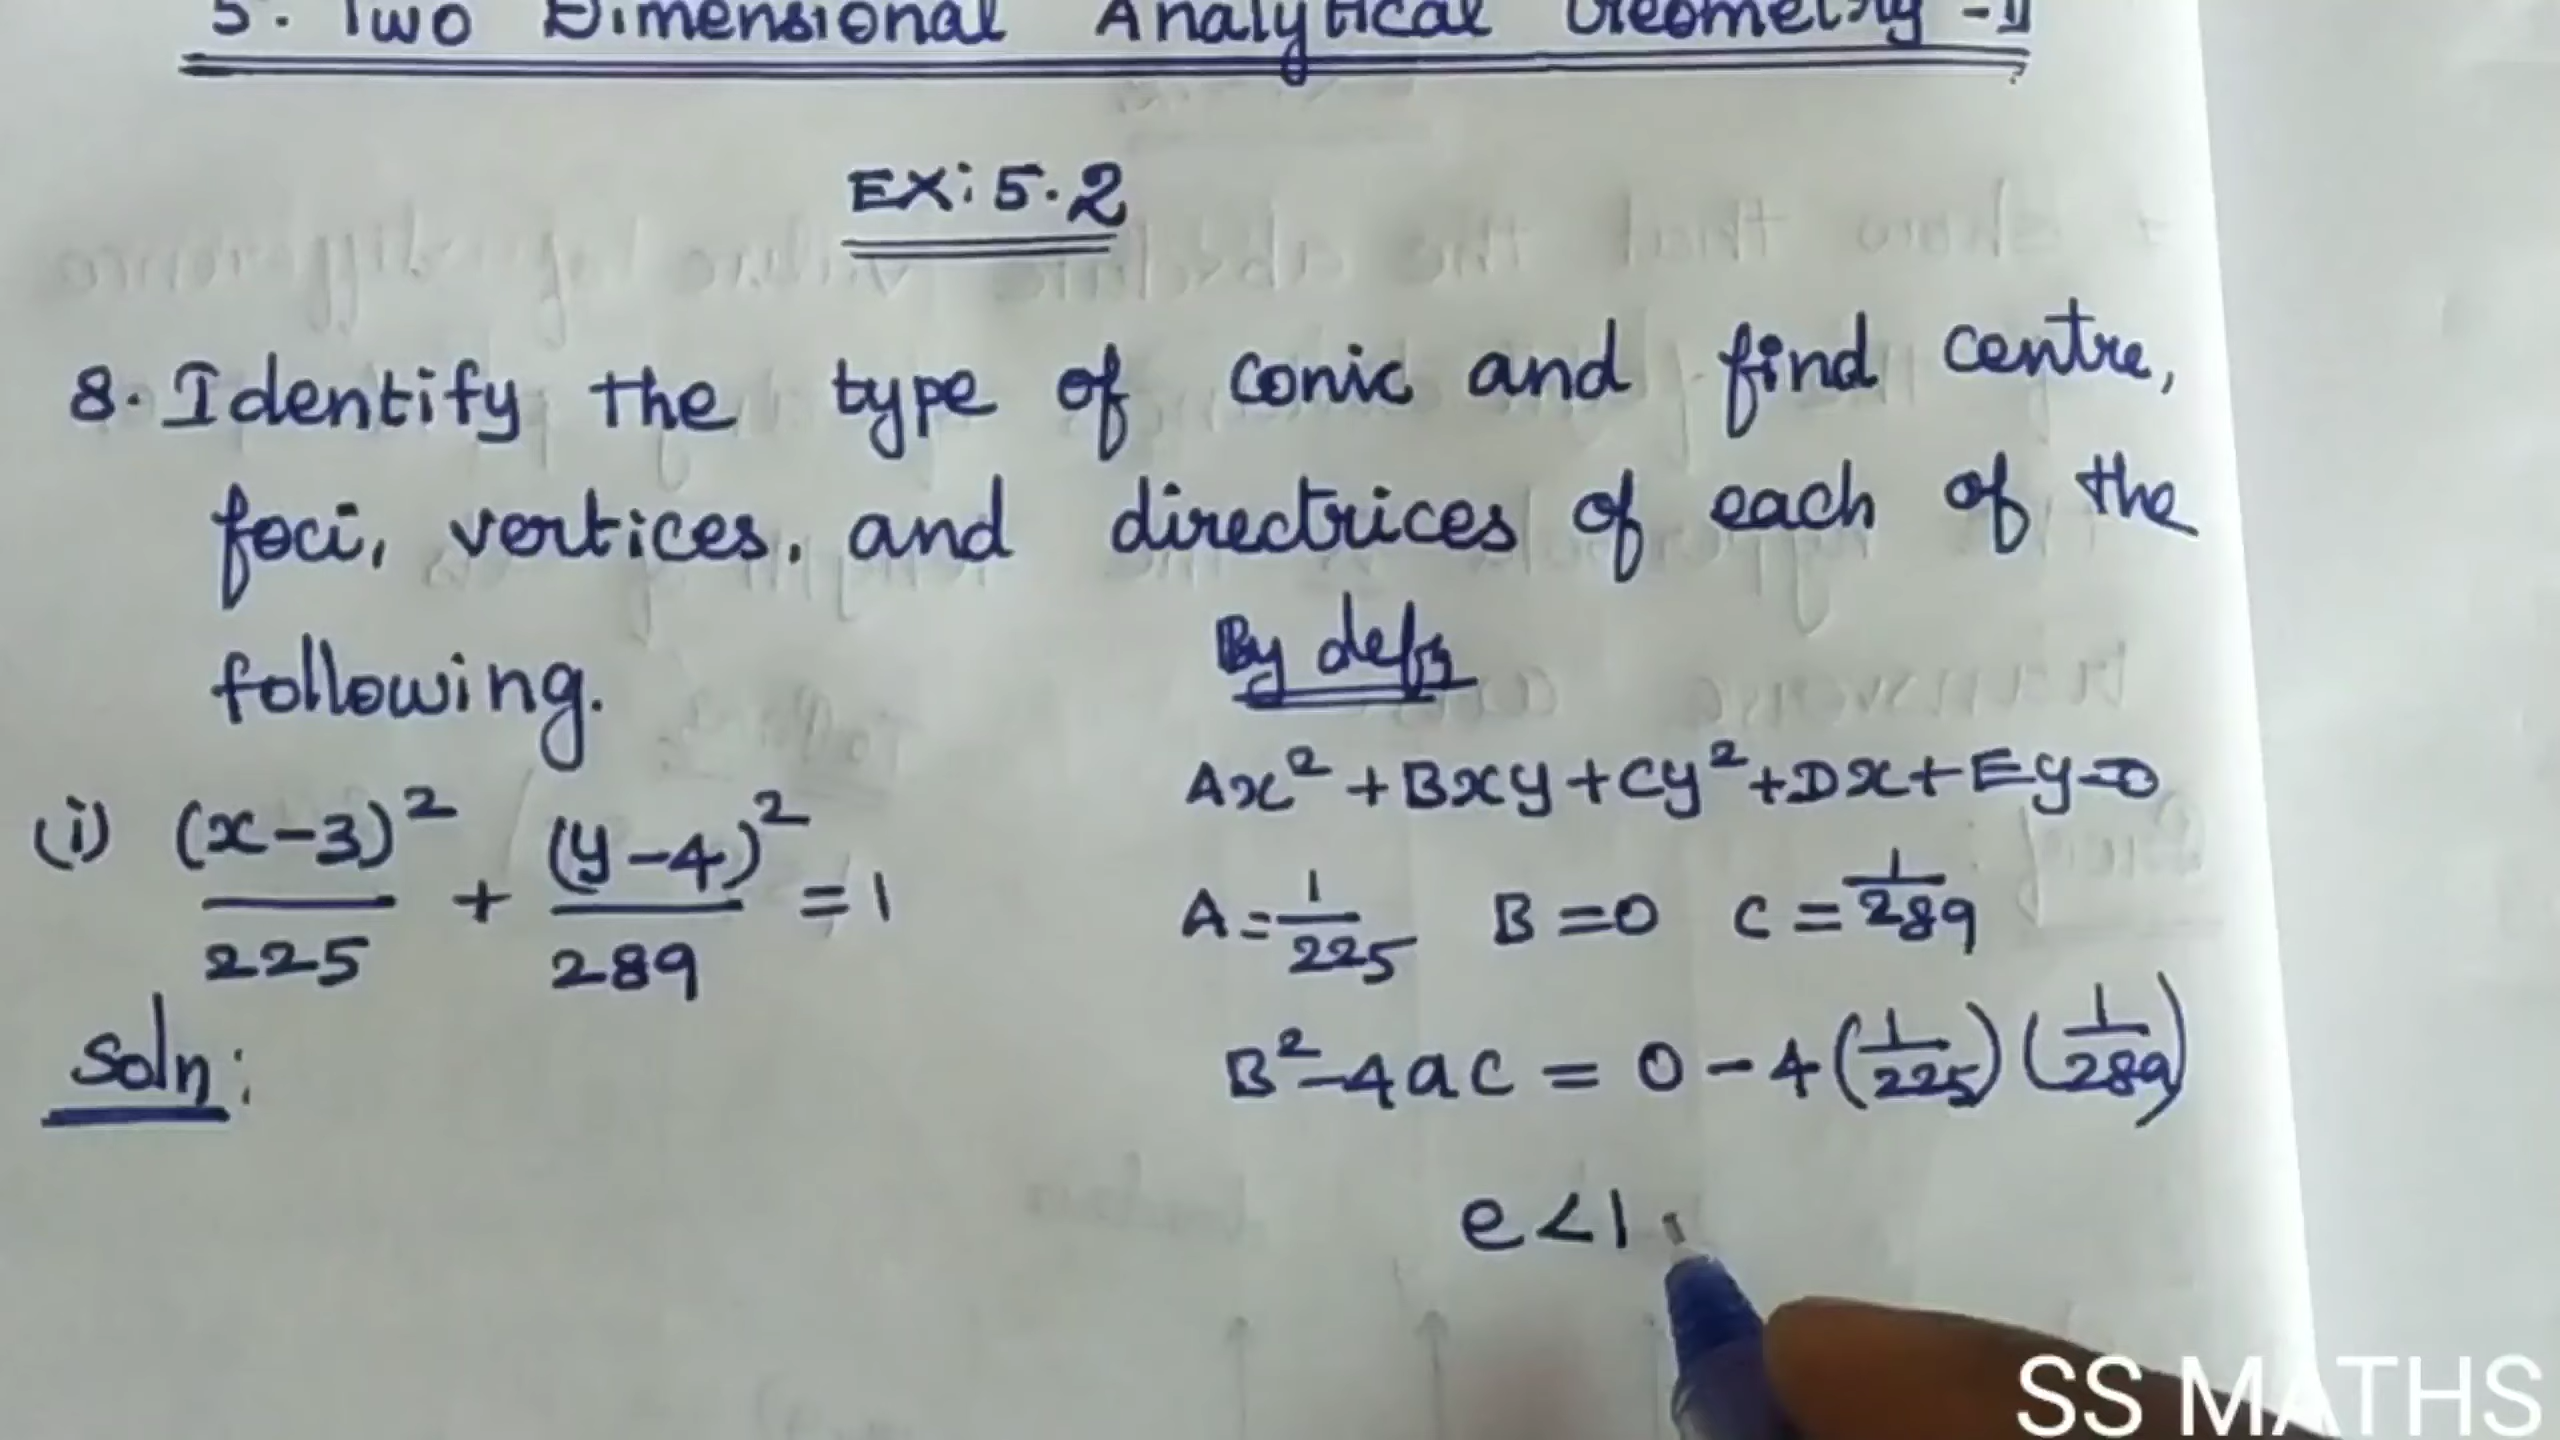 5. Two Dimensional Analytical Geometry - II
EX: 5.2
8. Identify the type of conic and find centre,
foci, vertices, and directrices of each of the
following.
(i) (x-3)²/225 + (y-4)²/289 = 1
Soln:
By defn
Ax² + Bxy + Cy² + Dx + Ey = 0
A = 1/225 B = 0 C = 1/289
B² - 4ac = 0 - 4(1/225)(1/289)
e < 1
SS MATHS